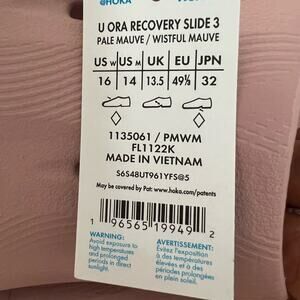 @HOKA
U ORA RECOVERY SLIDE 3
PALE MAUVE / WISTFUL MAUVE
US W US M UK EU JPN
16 14 13.5 49⅓ 32
1135061 / PMWM
FL1122K
MADE IN VIETNAM
S6S48UT961YFS@5
May be covered by Pat: www.hoka.com/patents
1 96565 19949 2
WARNING:
Avoid exposure to
high temperatures
and prolonged
periods in direct
sunlight.
AVERTISSEMENT:
Évitez l'exposition
à des températures
élevées et à des
périodes prolongées
en plein soleil.